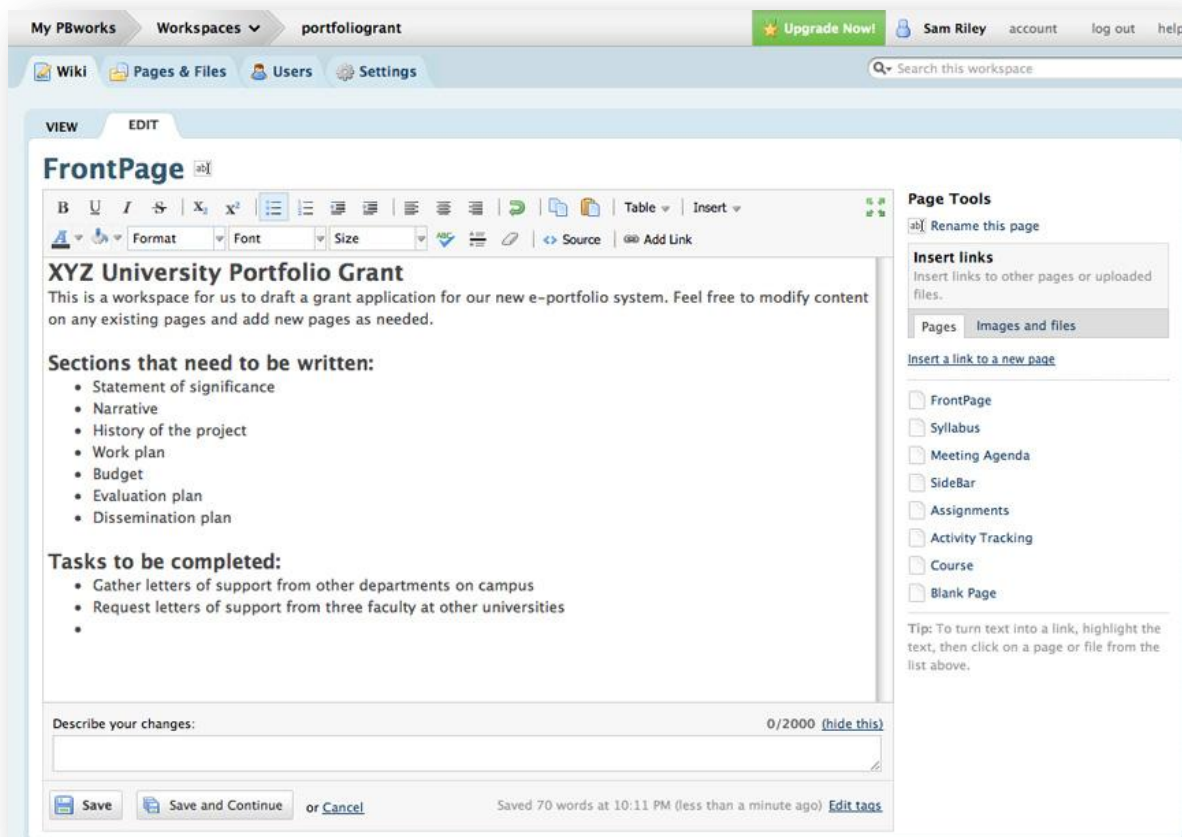 My PBworks Workspaces portfoliogrant Upgrade Now! Sam Riley account log out help
Wiki Pages & Files Users Settings Search this workspace
VIEW EDIT
FrontPage
B U I S X₂ X² Table Insert
A Format Font Size ABC Source Add Link
XYZ University Portfolio Grant
This is a workspace for us to draft a grant application for our new e-portfolio system. Feel free to modify content
on any existing pages and add new pages as needed.
Sections that need to be written:
• Statement of significance
• Narrative
• History of the project
• Work plan
• Budget
• Evaluation plan
• Dissemination plan
Tasks to be completed:
• Gather letters of support from other departments on campus
• Request letters of support from three faculty at other universities
•
Describe your changes: 0/2000 (hide this)
Save Save and Continue or Cancel Saved 70 words at 10:11 PM (less than a minute ago) Edit tags
Page Tools
Rename this page
Insert links
Insert links to other pages or uploaded
files.
Pages Images and files
Insert a link to a new page
FrontPage
Syllabus
Meeting Agenda
SideBar
Assignments
Activity Tracking
Course
Blank Page
Tip: To turn text into a link, highlight the
text, then click on a page or file from the
list above.